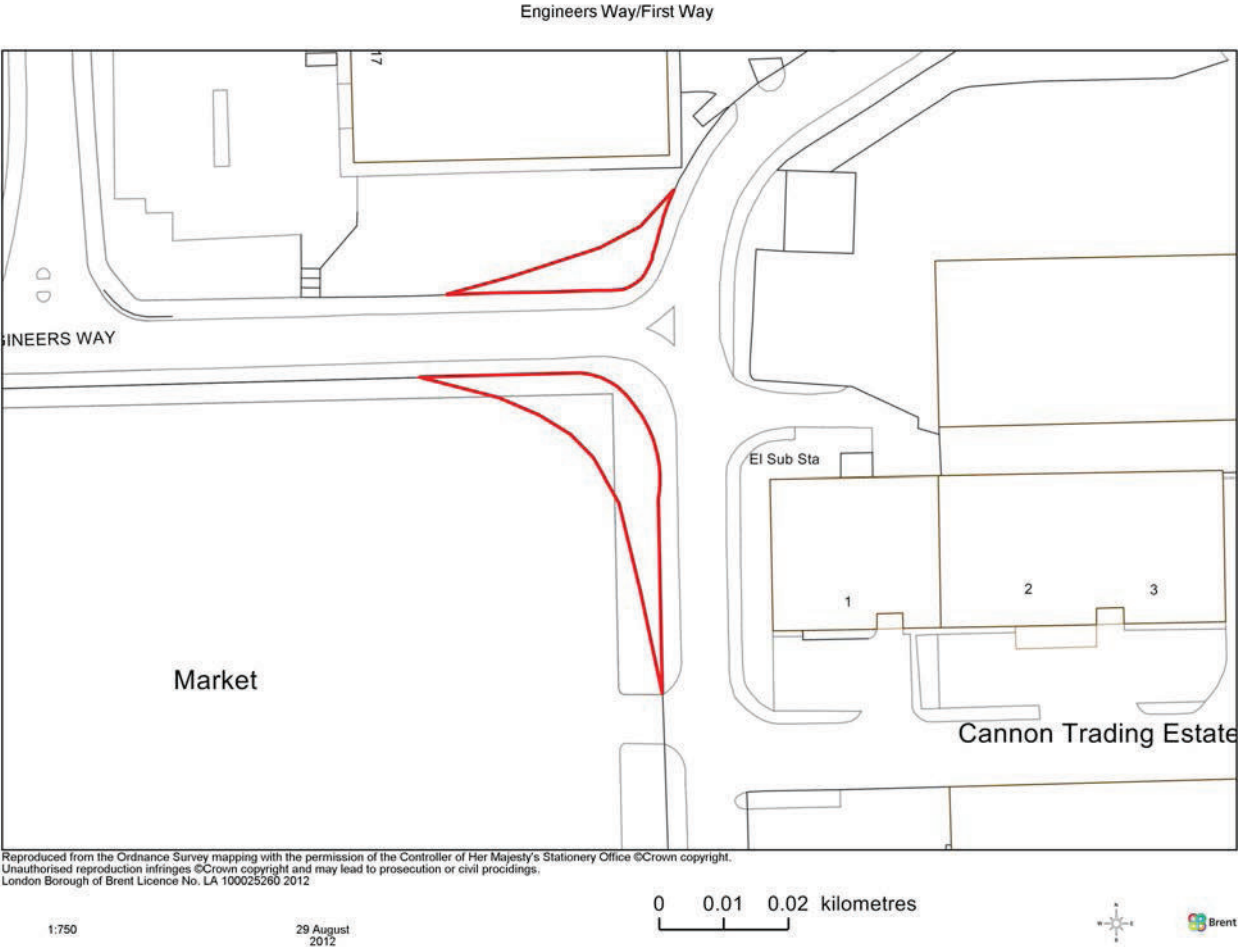 Engineers Way/First Way
17
GINEERS WAY
El Sub Sta
1
2
3
Market
Cannon Trading Estate
Reproduced from the Ordnance Survey mapping with the permission of the Controller of Her Majesty's Stationery Office ©Crown copyright.
Unauthorised reproduction infringes ©Crown copyright and may lead to prosecution or civil procidings.
London Borough of Brent Licence No. LA 100025260 2012
0 0.01 0.02 kilometres
1:750
29 August
2012
N
W E
S
Brent